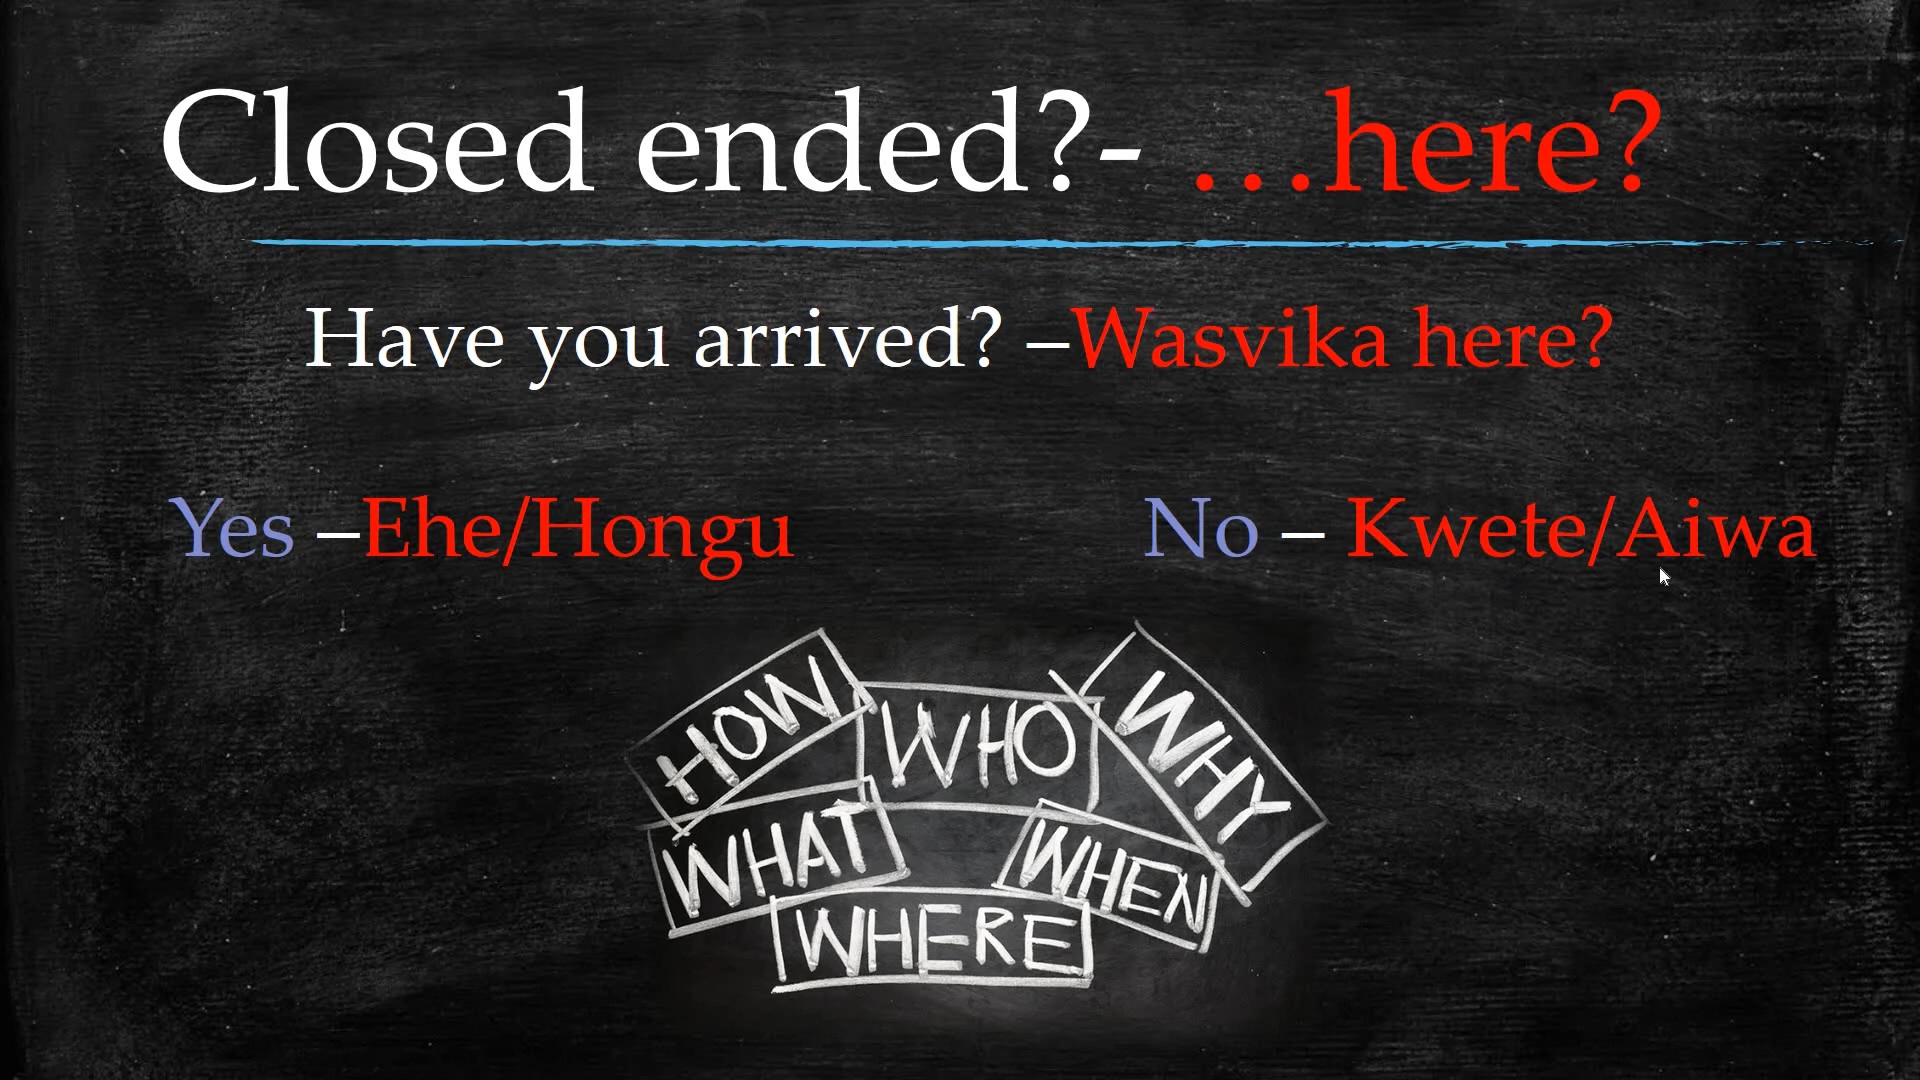 Closed ended?- ...here?
Have you arrived? –Wasvika here?
Yes –Ehe/Hongu No – Kwete/Aiwa
HOW WHO WHY
WHAT WHEN
WHERE